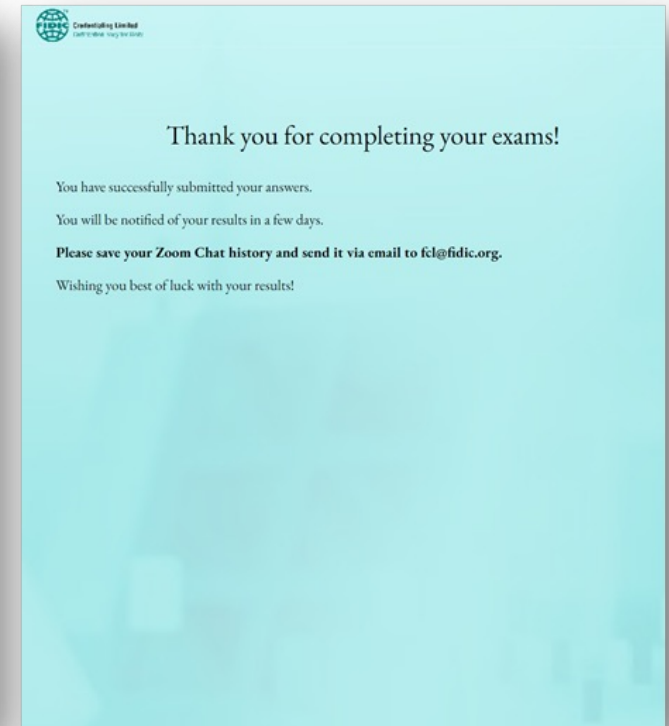 FIDIC
Credentialing Limited
Thank you for completing your exams!
You have successfully submitted your answers.
You will be notified of your results in a few days.
Please save your Zoom Chat history and send it via email to fcl@fidic.org.
Wishing you best of luck with your results!